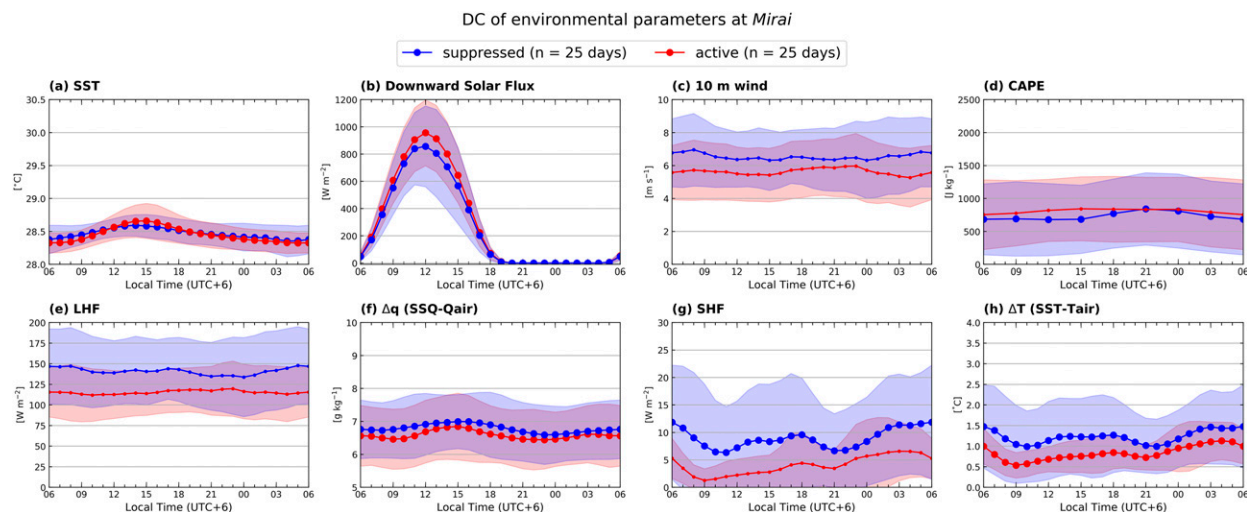 DC of environmental parameters at Mirai
suppressed (n = 25 days) active (n = 25 days)
(a) SST
[°C]
30.5
30.0
29.5
29.0
28.5
28.0
06 09 12 15 18 21 00 03 06
Local Time (UTC+6)
(b) Downward Solar Flux
[W m⁻²]
1200
1000
800
600
400
200
0
06 09 12 15 18 21 00 03 06
Local Time (UTC+6)
(c) 10 m wind
[m s⁻¹]
10
8
6
4
2
0
06 09 12 15 18 21 00 03 06
Local Time (UTC+6)
(d) CAPE
[J kg⁻¹]
2500
2000
1500
1000
500
0
06 09 12 15 18 21 00 03 06
Local Time (UTC+6)
(e) LHF
[W m⁻²]
200
175
150
125
100
75
50
25
0
06 09 12 15 18 21 00 03 06
Local Time (UTC+6)
(f) Δq (SSQ-Qair)
[g kg⁻¹]
10
9
8
7
6
5
06 09 12 15 18 21 00 03 06
Local Time (UTC+6)
(g) SHF
[W m⁻²]
30
25
20
15
10
5
0
06 09 12 15 18 21 00 03 06
Local Time (UTC+6)
(h) ΔT (SST-Tair)
[°C]
4.0
3.5
3.0
2.5
2.0
1.5
1.0
0.5
0.0
06 09 12 15 18 21 00 03 06
Local Time (UTC+6)